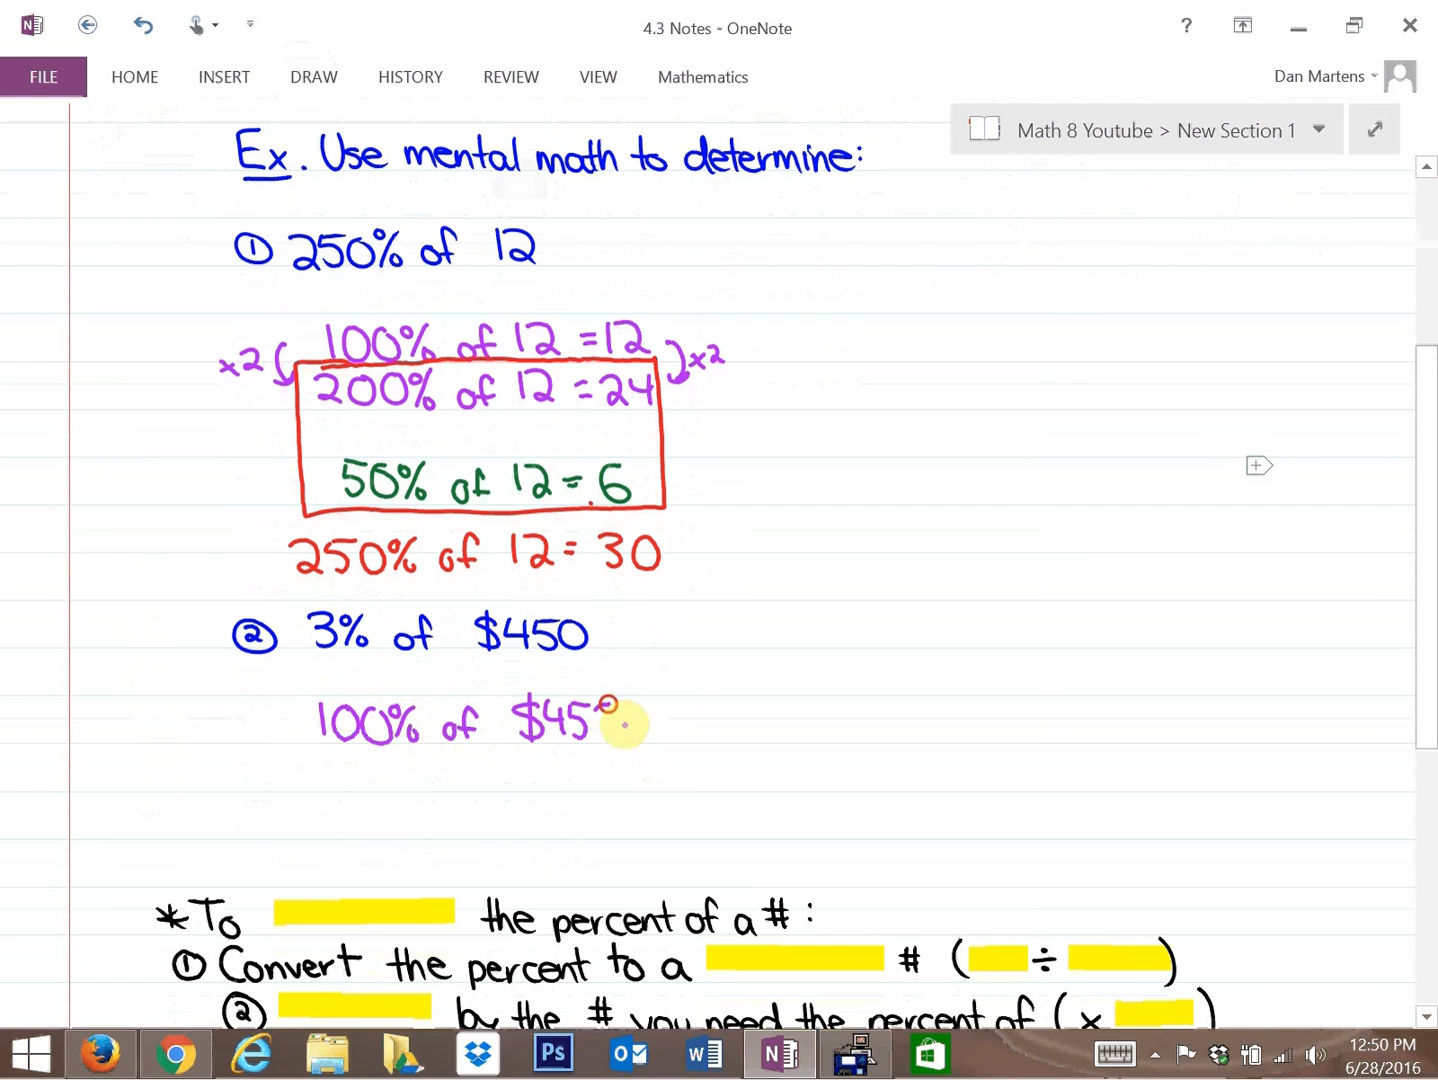 4.3 Notes - OneNote
?
FILE HOME INSERT DRAW HISTORY REVIEW VIEW Mathematics
Dan Martens
Math 8 Youtube > New Section 1
Ex. Use mental math to determine:
① 250% of 12
100% of 12 = 12
x2 x2
200% of 12 = 24
50% of 12 = 6
250% of 12 = 30
② 3% of $450
100% of $45
*To the percent of a # :
① Convert the percent to a # ( ÷ )
② by the # you need the percent of ( x )
12:50 PM
6/28/2016